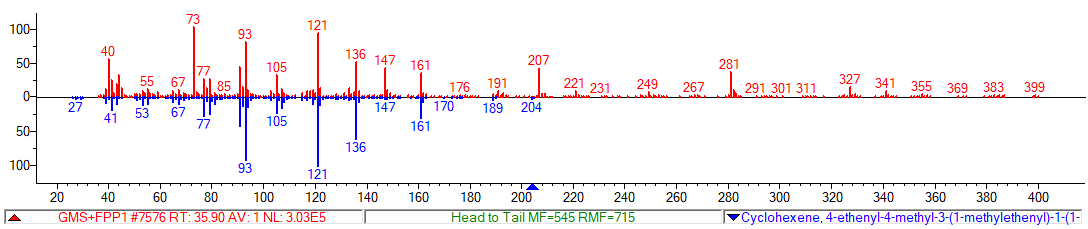 100 73 93 121
50 40 55 67 77 85 105 136 147 161 176 191 207 221 231 249 267 281 291 301 311 327 341 355 369 383 399
0
27 41 53 67 77 105 147 170 189 204
50 136 161
100 93 121
20 40 60 80 100 120 140 160 180 200 220 240 260 280 300 320 340 360 380 400
GMS+FPP1 #7576 RT: 35.90 AV: 1 NL: 3.03E5 Head to Tail MF=545 RMF=715 Cyclohexene, 4-ethenyl-4-methyl-3-(1-methylethenyl)-1-(1-